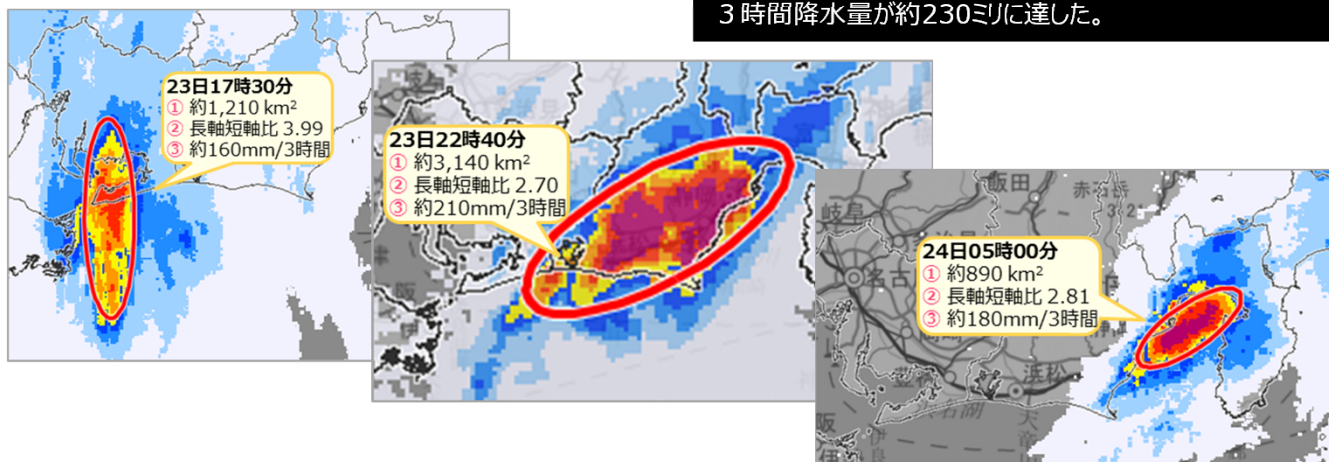 ３時間降水量が約230ミリに達した。
23日17時30分
① 約1,210 km²
② 長軸短軸比 3.99
③ 約160mm/3時間
23日22時40分
① 約3,140 km²
② 長軸短軸比 2.70
③ 約210mm/3時間
24日05時00分
① 約890 km²
② 長軸短軸比 2.81
③ 約180mm/3時間
飯田
岐阜
名古
浜松